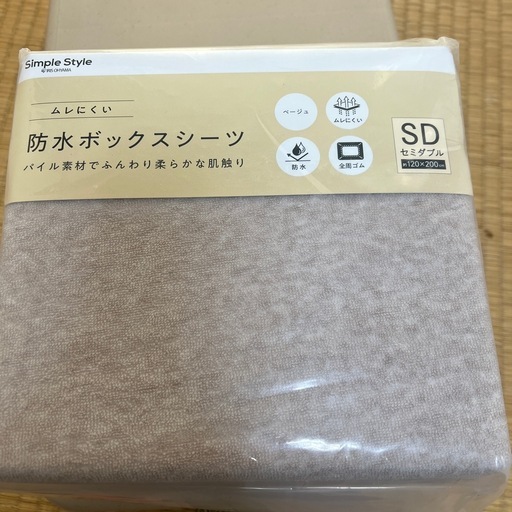 Simple Style
IRIS OHYAMA
ムレにくい
防水ボックスシーツ
パイル素材でふんわり柔らかな肌触り
ベージュ
ムレにくい
防水
全周ゴム
SD
セミダブル
約120×200cm